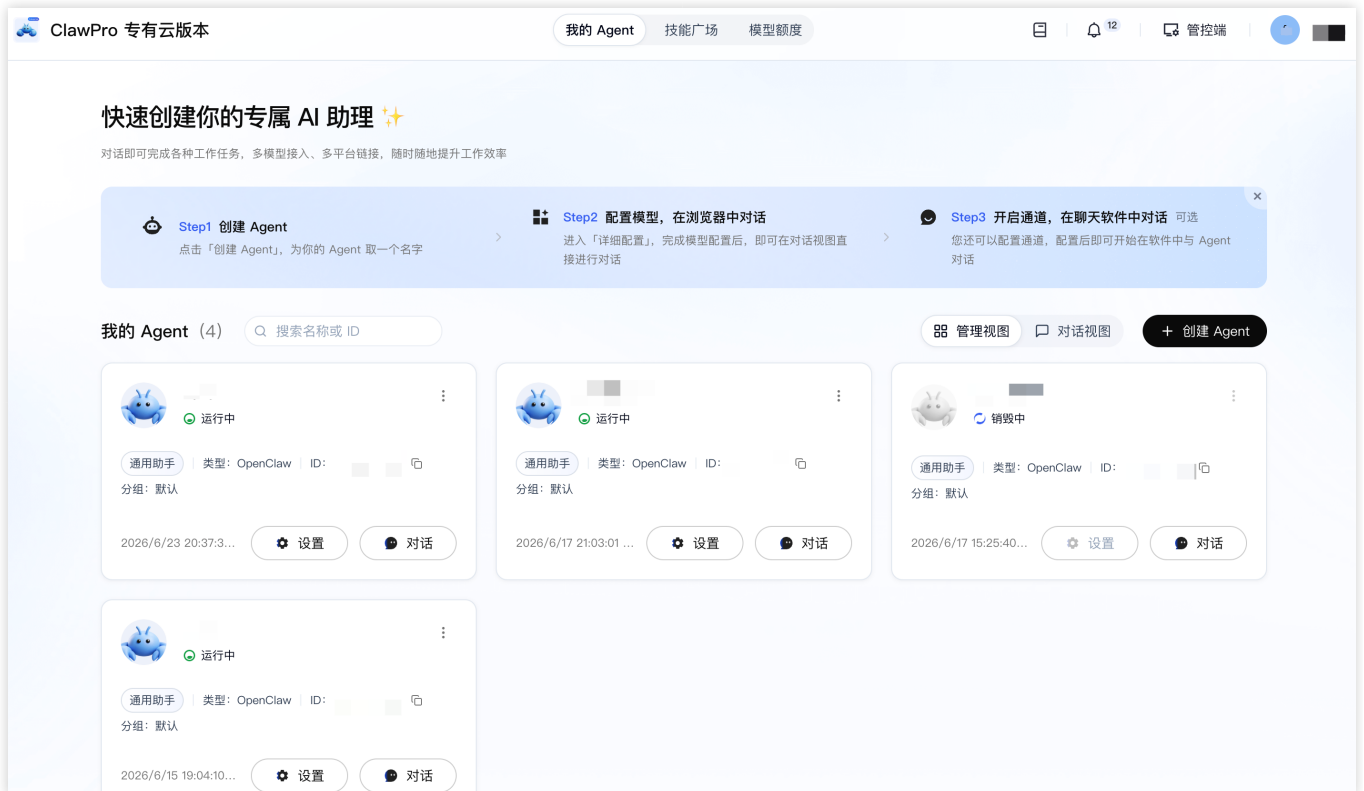 ClawPro 专有云版本
我的 Agent
技能广场
模型额度
12
管控端
快速创建你的专属 AI 助理
对话即可完成各种工作任务，多模型接入、多平台链接，随时随地提升工作效率
Step1 创建 Agent
点击「创建 Agent」，为你的 Agent 取一个名字
Step2 配置模型，在浏览器中对话
进入「详细配置」，完成模型配置后，即可在对话视图直
接进行对话
Step3 开启通道，在聊天软件中对话 可选
您还可以配置通道，配置后即可开始在软件中与 Agent
对话
我的 Agent (4)
搜索名称或 ID
管理视图
对话视图
+ 创建 Agent
运行中
通用助手 类型：OpenClaw ID：
分组：默认
2026/6/23 20:37:3...
设置
对话
运行中
通用助手 类型：OpenClaw ID：
分组：默认
2026/6/17 21:03:01 ...
设置
对话
销毁中
通用助手 类型：OpenClaw ID：
分组：默认
2026/6/17 15:25:40...
设置
对话
运行中
通用助手 类型：OpenClaw ID：
分组：默认
2026/6/15 19:04:10...
设置
对话